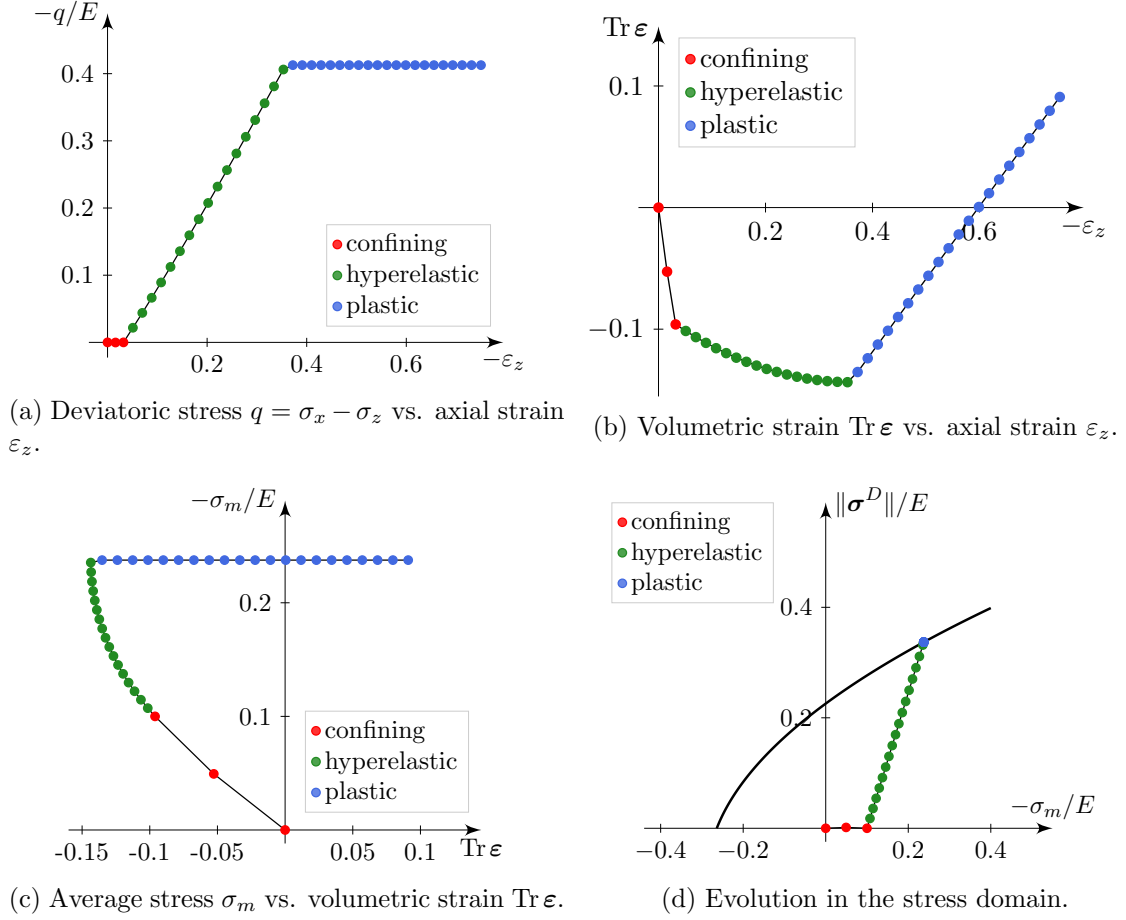 −q/E
0.4
0.3
0.2
0.1
confining
hyperelastic
plastic
0.2
0.4
0.6
−ε_z
(a) Deviatoric stress q = σ_x − σ_z vs. axial strain
ε_z.
Tr ε
confining
hyperelastic
plastic
0.1
−0.1
0.2
0.4
0.6
−ε_z
(b) Volumetric strain Tr ε vs. axial strain ε_z.
−σ_m/E
0.2
0.1
confining
hyperelastic
plastic
-0.15
-0.1
-0.05
0.05
0.1
Tr ε
(c) Average stress σ_m vs. volumetric strain Tr ε.
‖σ^D‖/E
confining
hyperelastic
plastic
0.4
0.2
−σ_m/E
−0.4
−0.2
0.2
0.4
(d) Evolution in the stress domain.